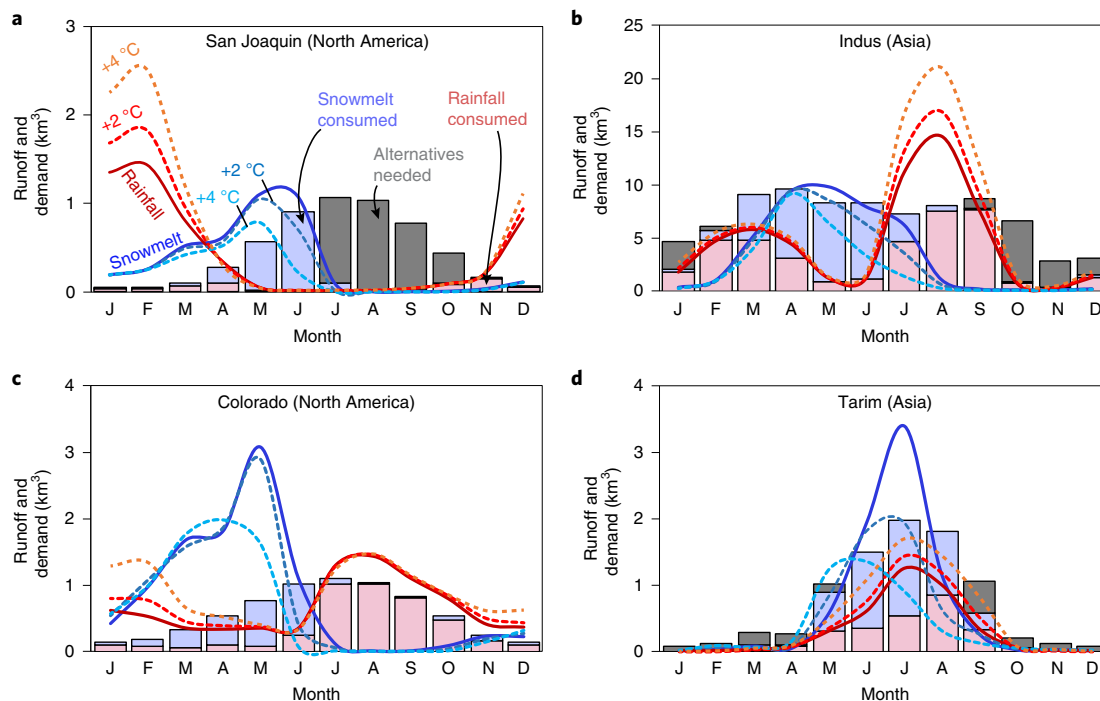 a
San Joaquin (North America)
3
2
1
0
Runoff and
demand (km³)
+4 °C
+2 °C
Rainfall
Snowmelt
+2 °C
+4 °C
Snowmelt
consumed
Alternatives
needed
Rainfall
consumed
J F M A M J J A S O N D
Month
b
Indus (Asia)
25
20
15
10
5
0
Runoff and
demand (km³)
J F M A M J J A S O N D
Month
c
Colorado (North America)
4
3
2
1
0
Runoff and
demand (km³)
J F M A M J J A S O N D
Month
d
Tarim (Asia)
4
3
2
1
0
Runoff and
demand (km³)
J F M A M J J A S O N D
Month